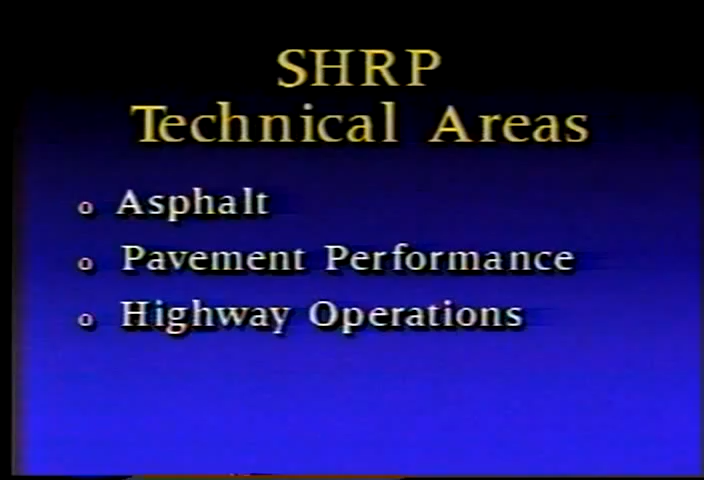 SHRP
Technical Areas
o Asphalt
o Pavement Performance
o Highway Operations